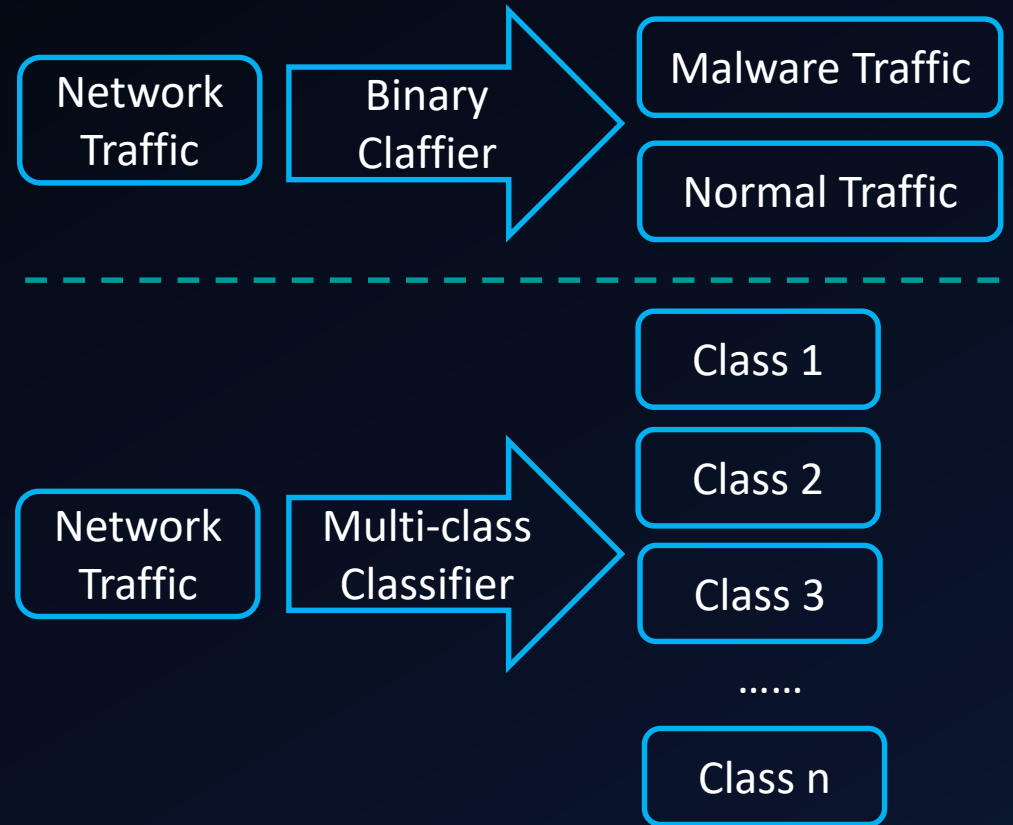 Network
Traffic
Binary
Claffier
Malware Traffic
Normal Traffic
Network
Traffic
Multi-class
Classifier
Class 1
Class 2
Class 3
……
Class n